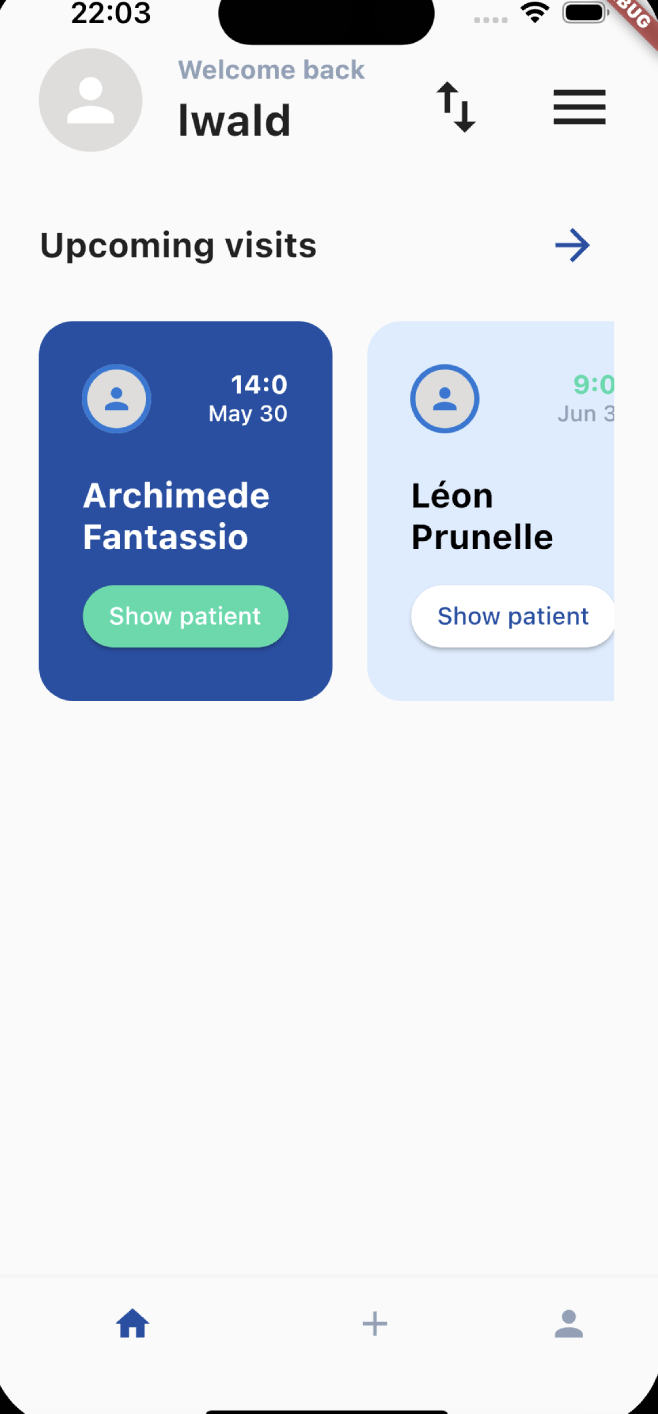 22:03
BUG
Welcome back
lwald
Upcoming visits
14:0
May 30
Archimede
Fantassio
Show patient
9:0
Jun 3
Léon
Prunelle
Show patient